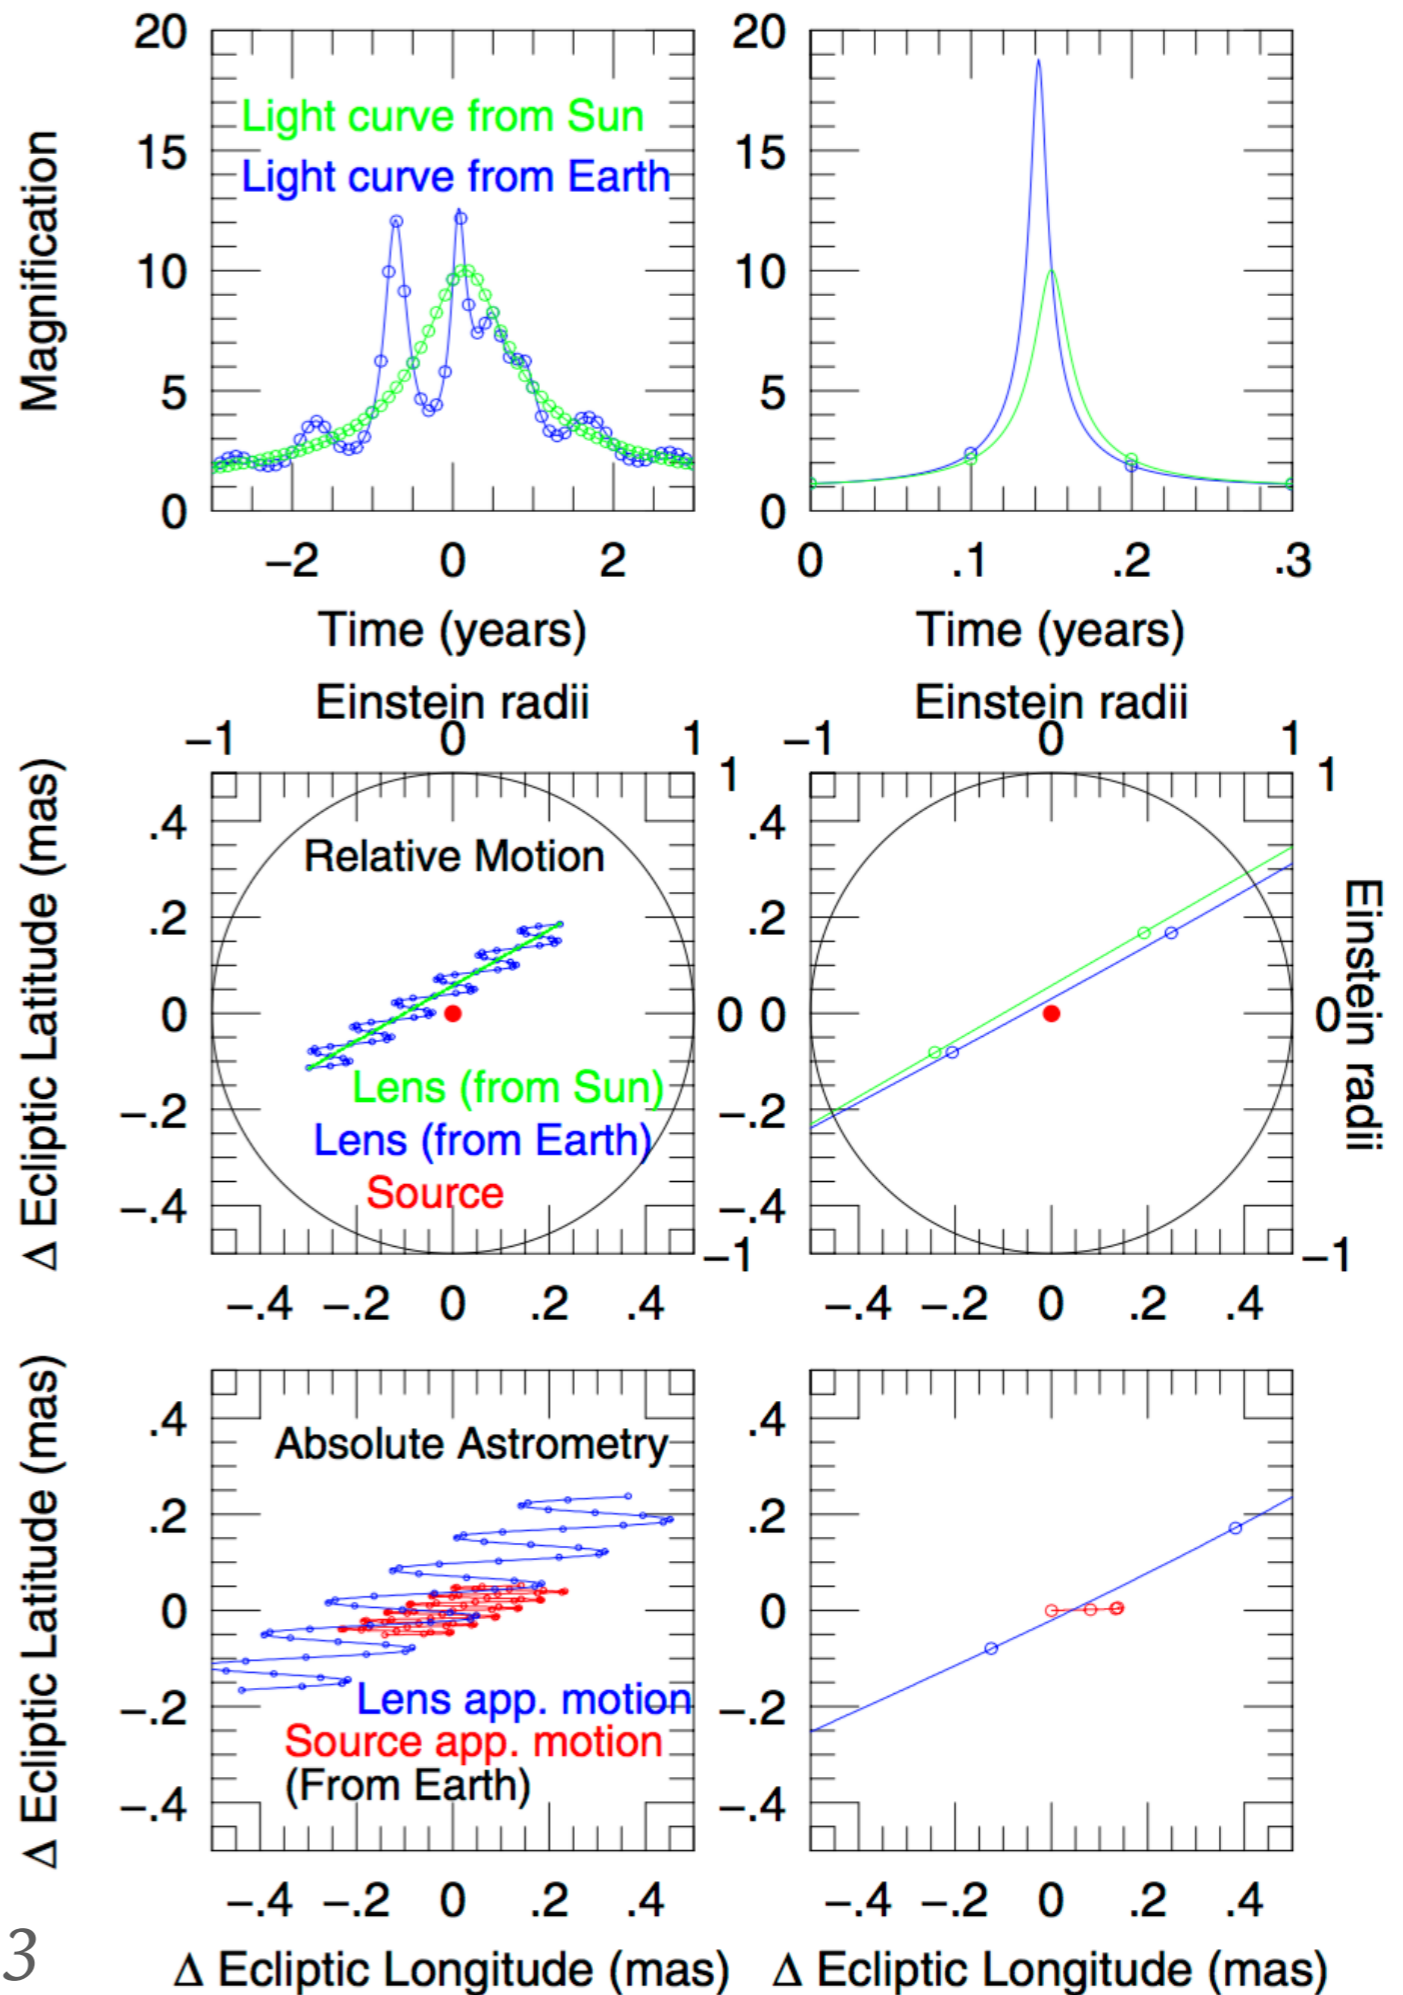 20
20
Light curve from Sun
15
15
Light curve from Earth
Magnification
10
10
5
5
0
0
−2 0 2
0 .1 .2 .3
Time (years)
Time (years)
Einstein radii
Einstein radii
−1 0 1
−1 0 1
1
1
Δ Ecliptic Latitude (mas)
.4
.4
Relative Motion
.2
.2
0
0 0
0
Einstein radii
Lens (from Sun)
−.2
−.2
Lens (from Earth)
Source
−.4
−.4
−1
−1
−.4 −.2 0 .2 .4
−.4 −.2 0 .2 .4
Δ Ecliptic Latitude (mas)
.4
.4
Absolute Astrometry
.2
.2
0
0
Lens app. motion
−.2
−.2
Source app. motion
(From Earth)
−.4
−.4
−.4 −.2 0 .2 .4
−.4 −.2 0 .2 .4
3
Δ Ecliptic Longitude (mas)
Δ Ecliptic Longitude (mas)